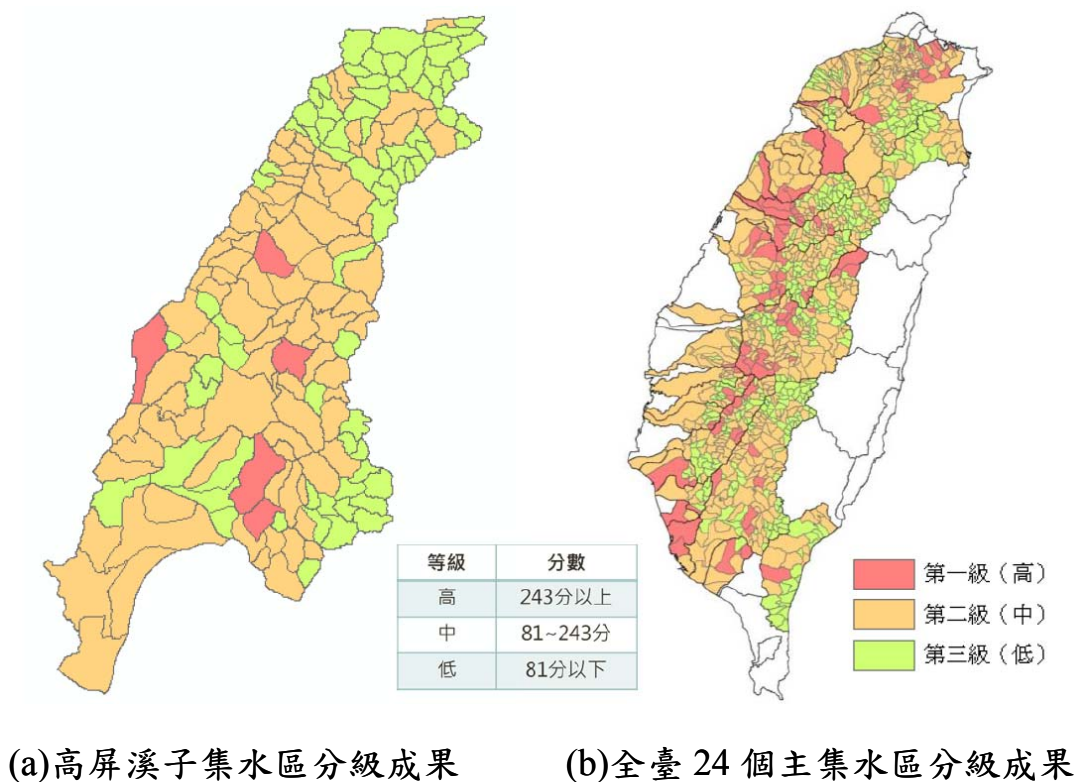 等級 分數
高 243分以上
中 81~243分
低 81分以下
第一級（高）
第二級（中）
第三級（低）
(a)高屏溪子集水區分級成果
(b)全臺 24 個主集水區分級成果